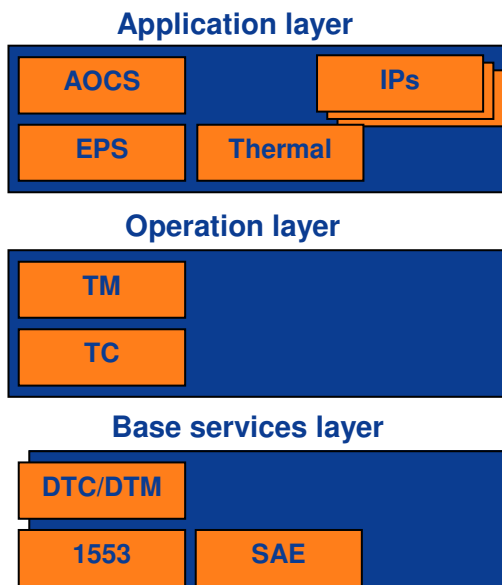 Application layer
AOCS
IPs
EPS
Thermal
Operation layer
TM
TC
Base services layer
DTC/DTM
1553
SAE